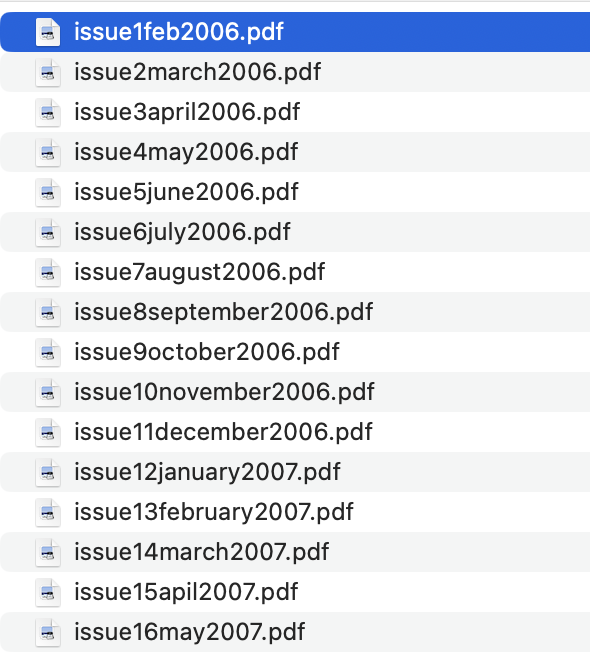 issue1feb2006.pdf
issue2march2006.pdf
issue3april2006.pdf
issue4may2006.pdf
issue5june2006.pdf
issue6july2006.pdf
issue7august2006.pdf
issue8september2006.pdf
issue9october2006.pdf
issue10november2006.pdf
issue11december2006.pdf
issue12january2007.pdf
issue13february2007.pdf
issue14march2007.pdf
issue15apil2007.pdf
issue16may2007.pdf